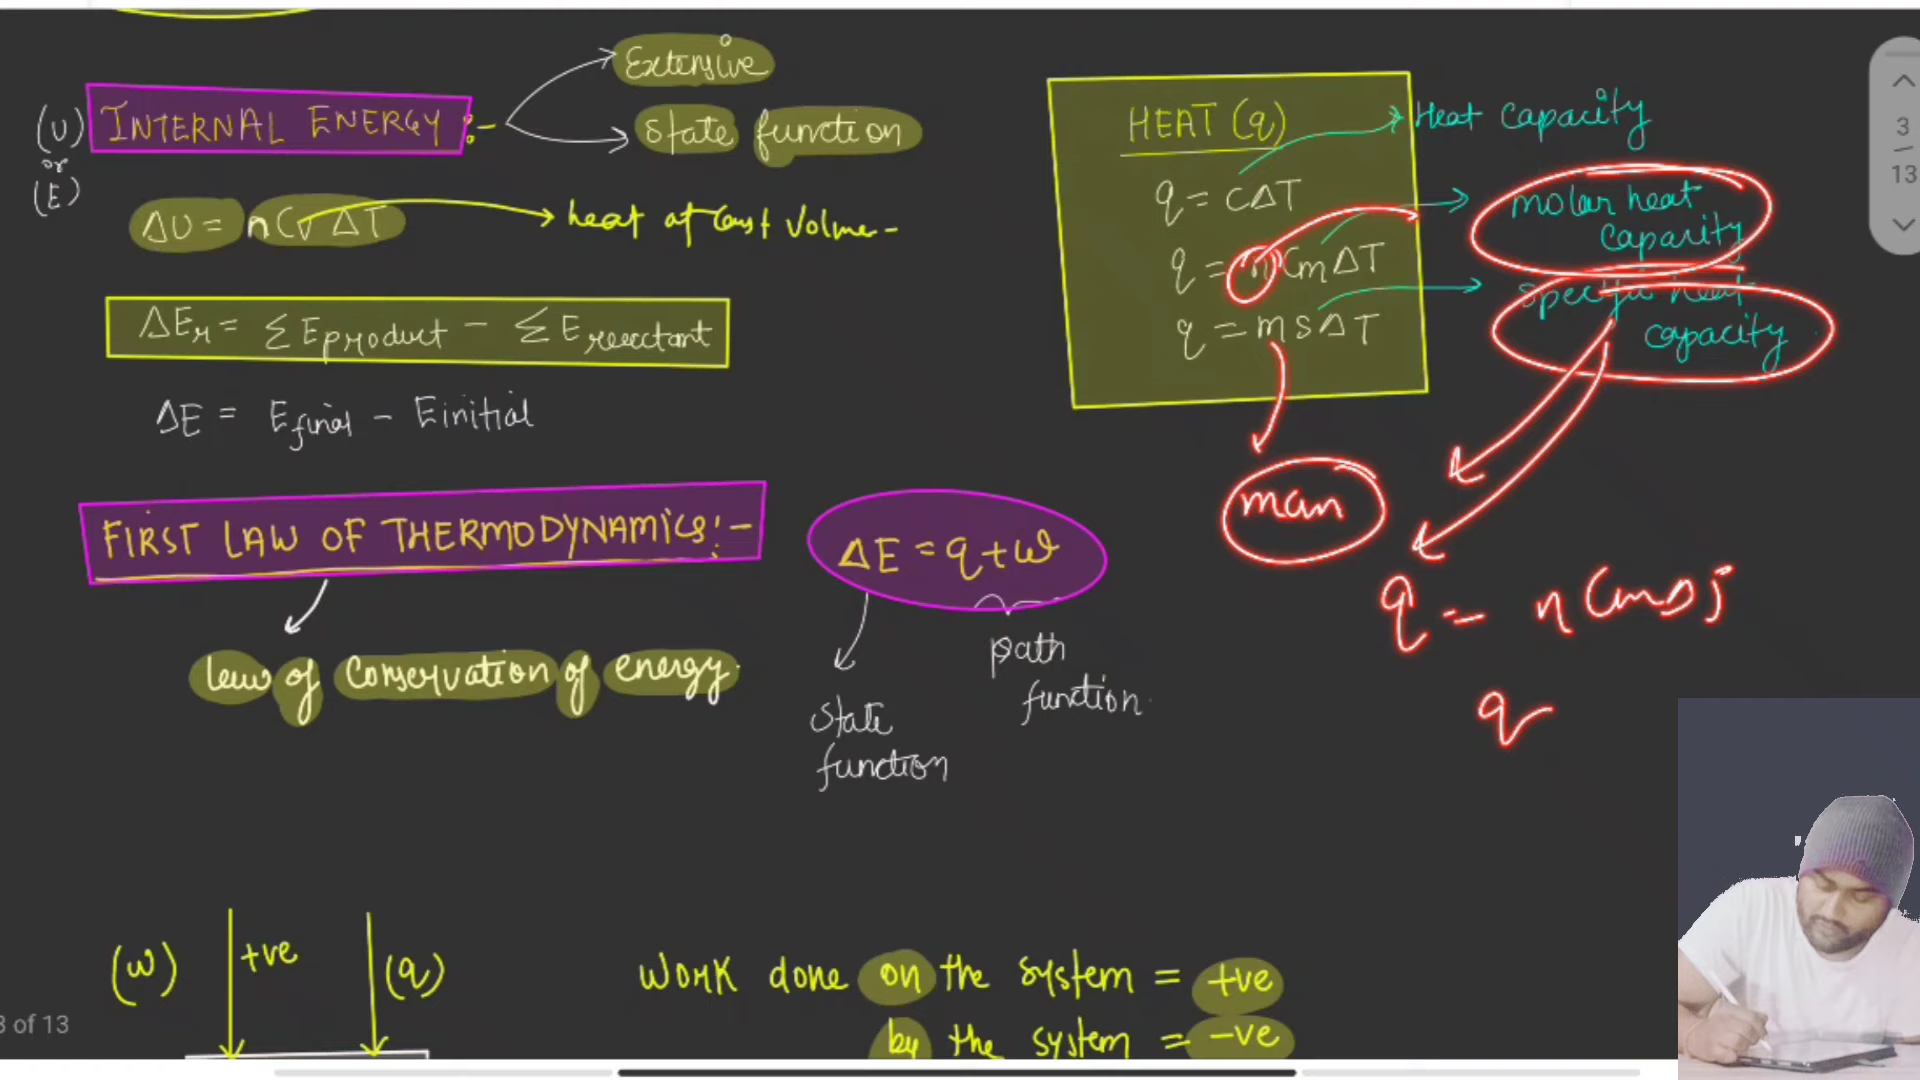 Extensive
(U) or (E) INTERNAL ENERGY :-
State function
ΔU = nCv ΔT → heat at Const Volume -
ΔEr = Σ Eproduct - Σ Ereactant
ΔE = Efinal - Einitial
HEAT (q)
q = CΔT → Heat Capacity
q = nCmΔT → molar heat Capacity
q = msΔT → specific heat capacity
man
q = nCmΔ
q
FIRST LAW OF THERMODYNAMICS:-
ΔE = q + w
law of Conservation of energy.
State function
path function.
(w) +ve (q)
WORK done on the system = +ve
by the system = -ve
3
13
3 of 13